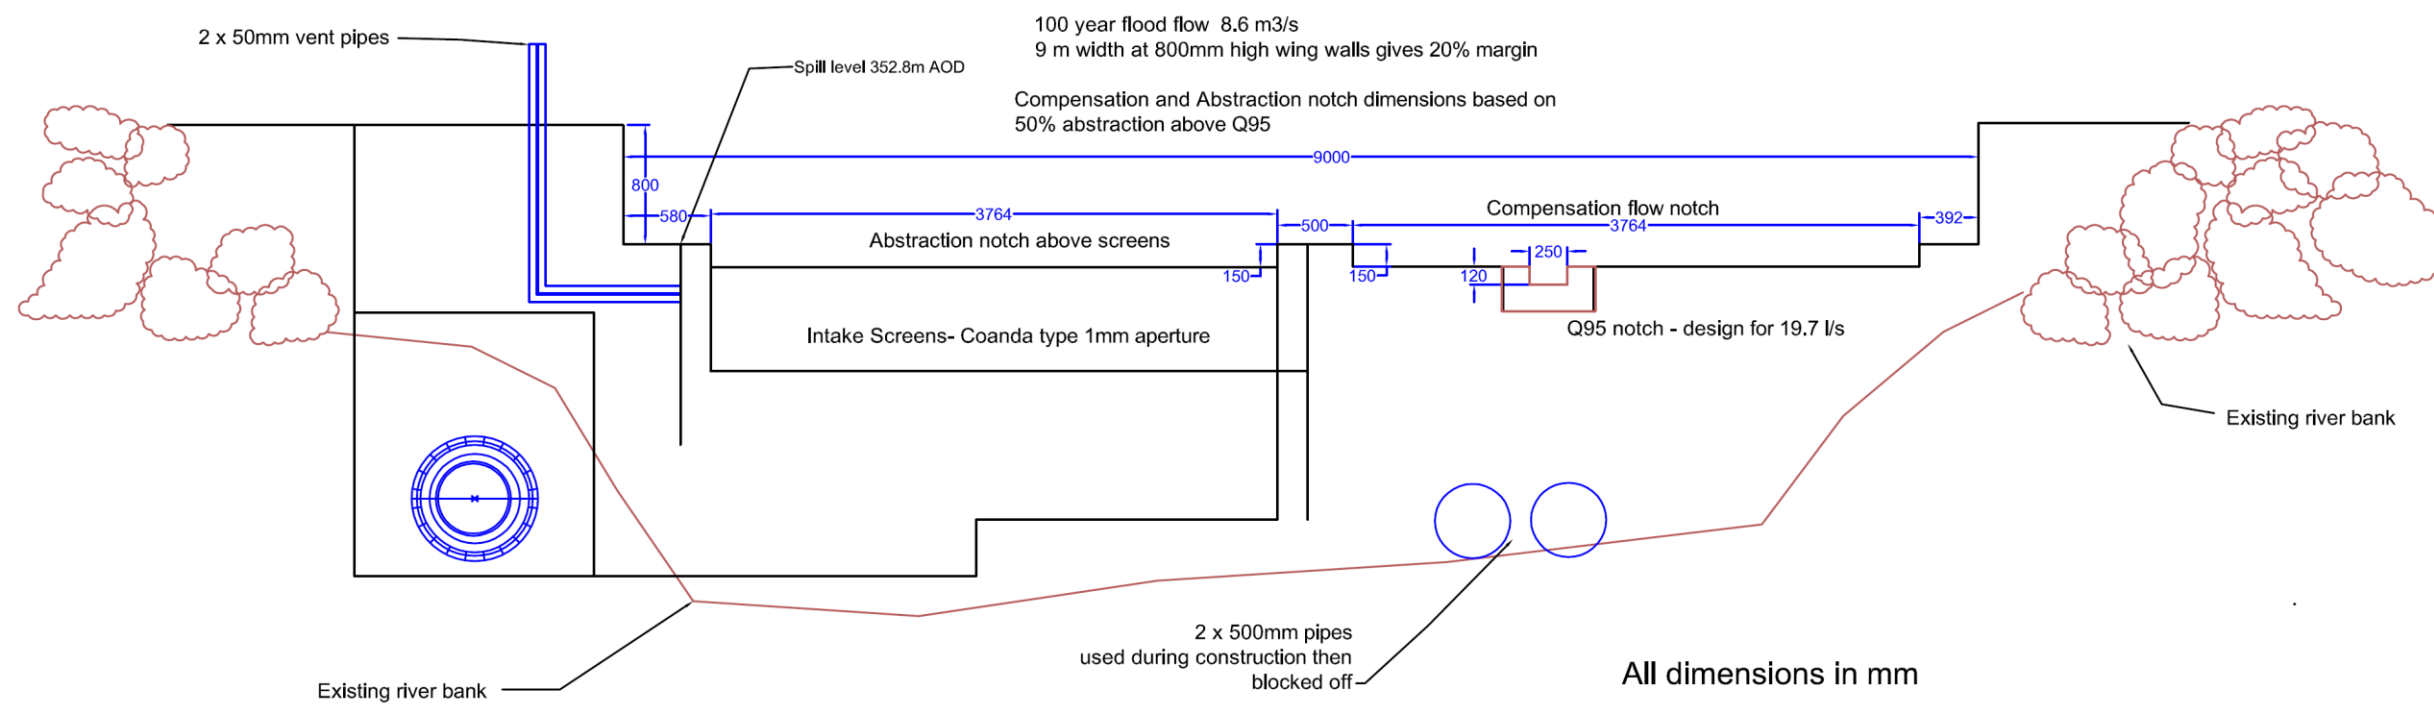 100 year flood flow 8.6 m3/s
9 m width at 800mm high wing walls gives 20% margin
2 x 50mm vent pipes
Spill level 352.8m AOD
Compensation and Abstraction notch dimensions based on
50% abstraction above Q95
9000
800
580
3764
500
Compensation flow notch
3764
392
Abstraction notch above screens
150
150
250
120
Intake Screens- Coanda type 1mm aperture
Q95 notch - design for 19.7 l/s
Existing river bank
2 x 500mm pipes
used during construction then
blocked off
Existing river bank
All dimensions in mm